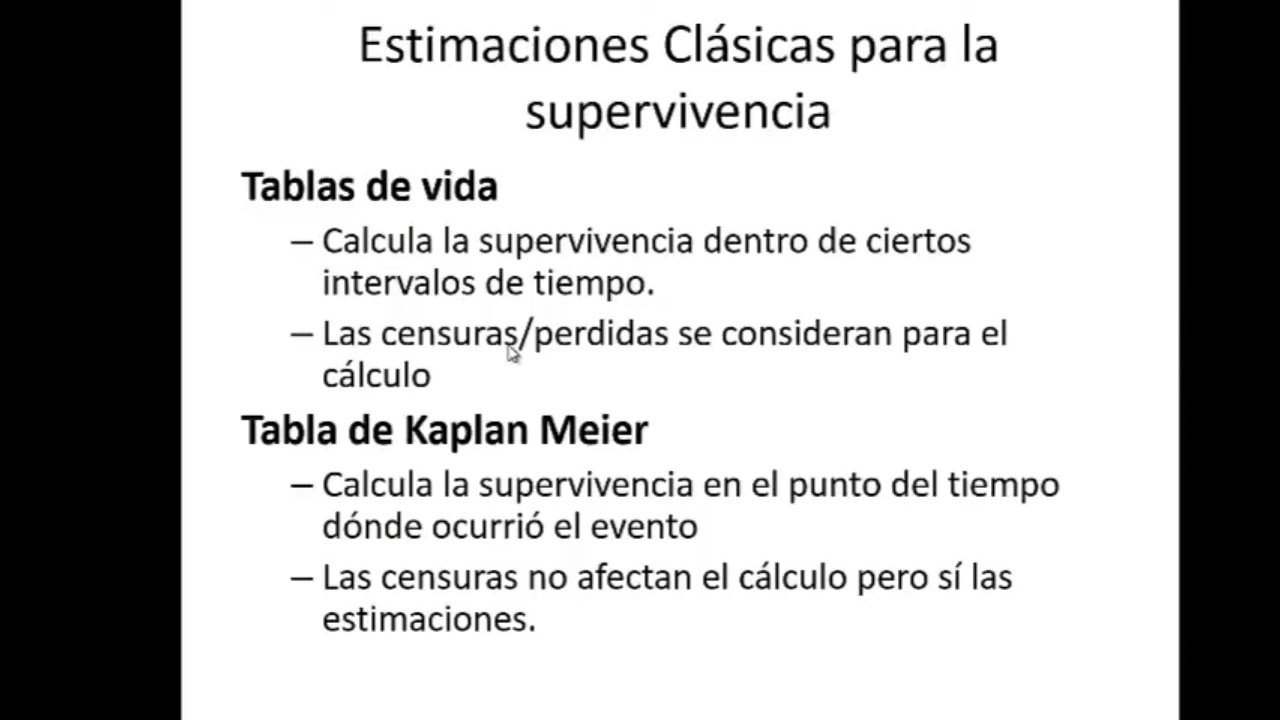 Estimaciones Clásicas para la
supervivencia
Tablas de vida
– Calcula la supervivencia dentro de ciertos
intervalos de tiempo.
– Las censuras/perdidas se consideran para el
cálculo
Tabla de Kaplan Meier
– Calcula la supervivencia en el punto del tiempo
dónde ocurrió el evento
– Las censuras no afectan el cálculo pero sí las
estimaciones.